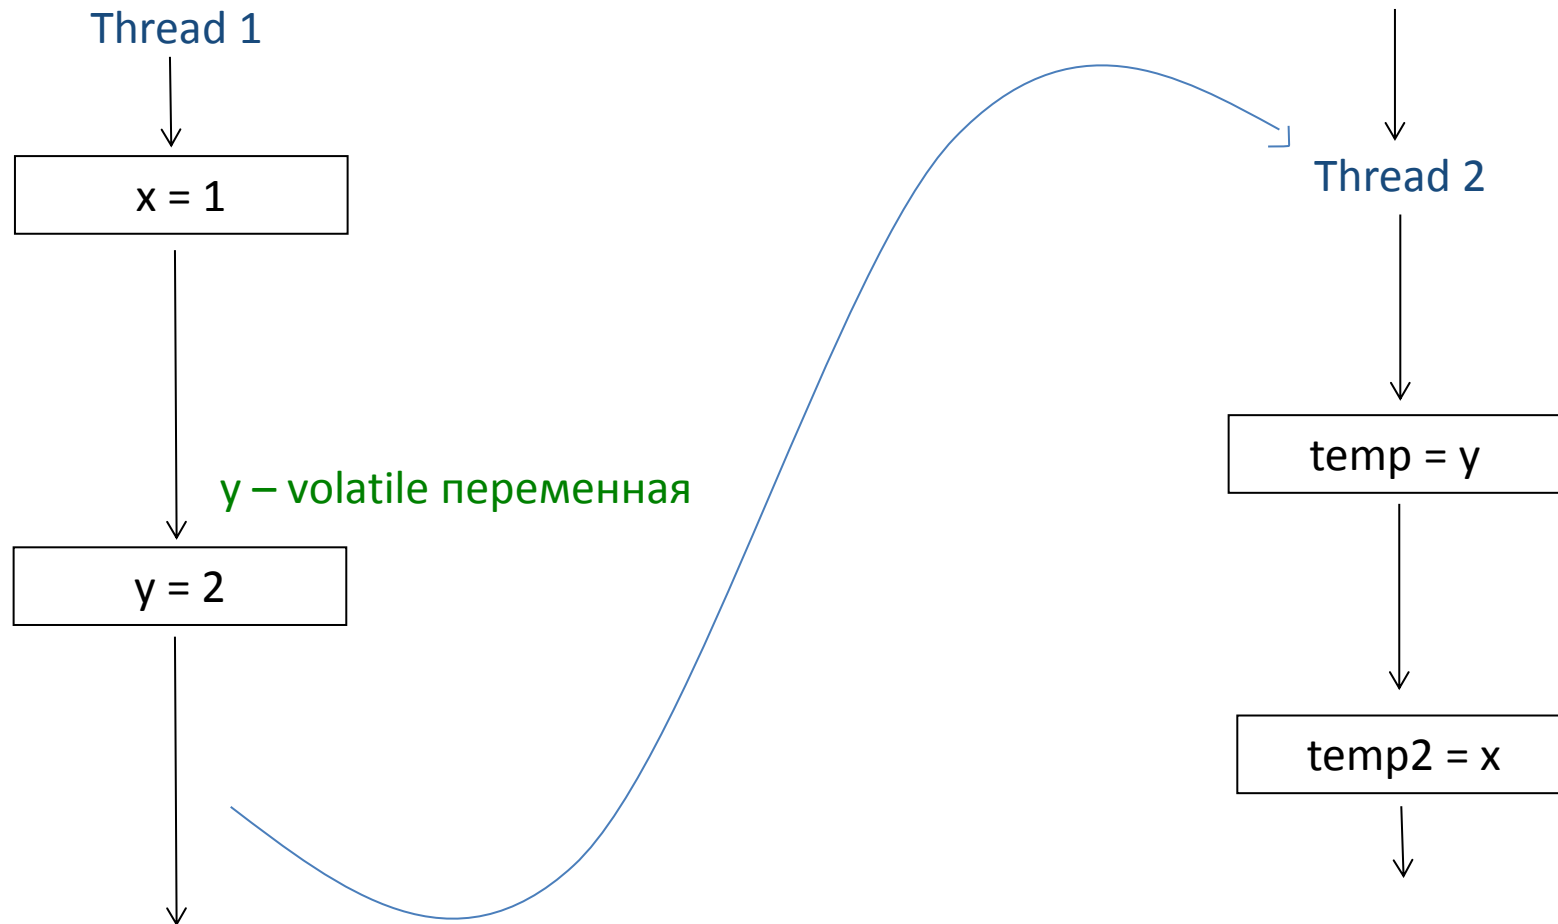 Thread 1
x = 1
y – volatile переменная
y = 2
Thread 2
temp = y
temp2 = x